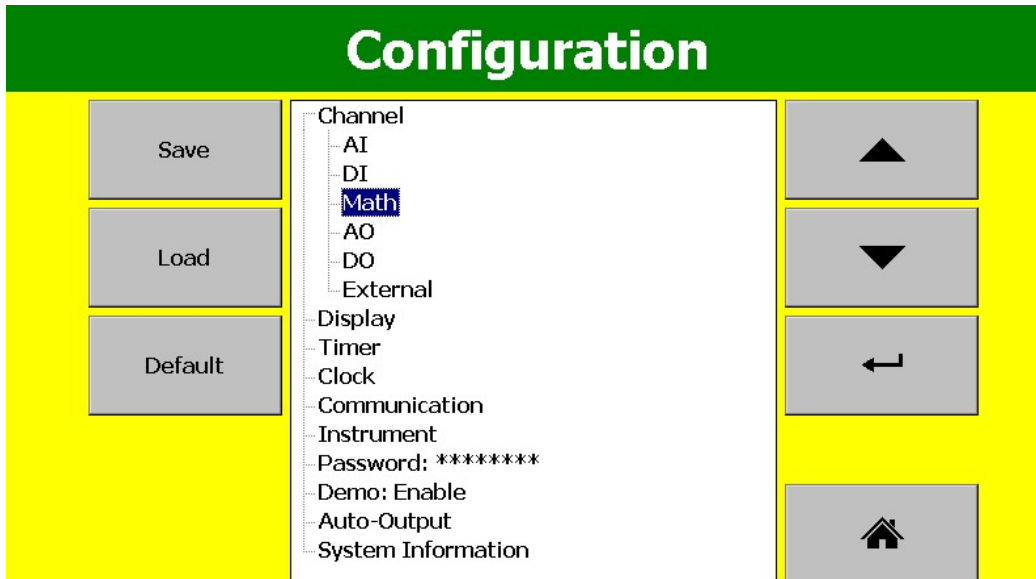 Configuration
Save
Load
Default
Channel
AI
DI
Math
AO
DO
External
Display
Timer
Clock
Communication
Instrument
Password: ********
Demo: Enable
Auto-Output
System Information